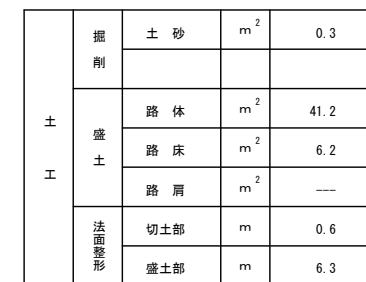 土工
掘削
土砂 m2 0.3
盛土
路体 m2 41.2
路床 m2 6.2
路肩 m2 ---
法面整形
切土部 m 0.6
盛土部 m 6.3